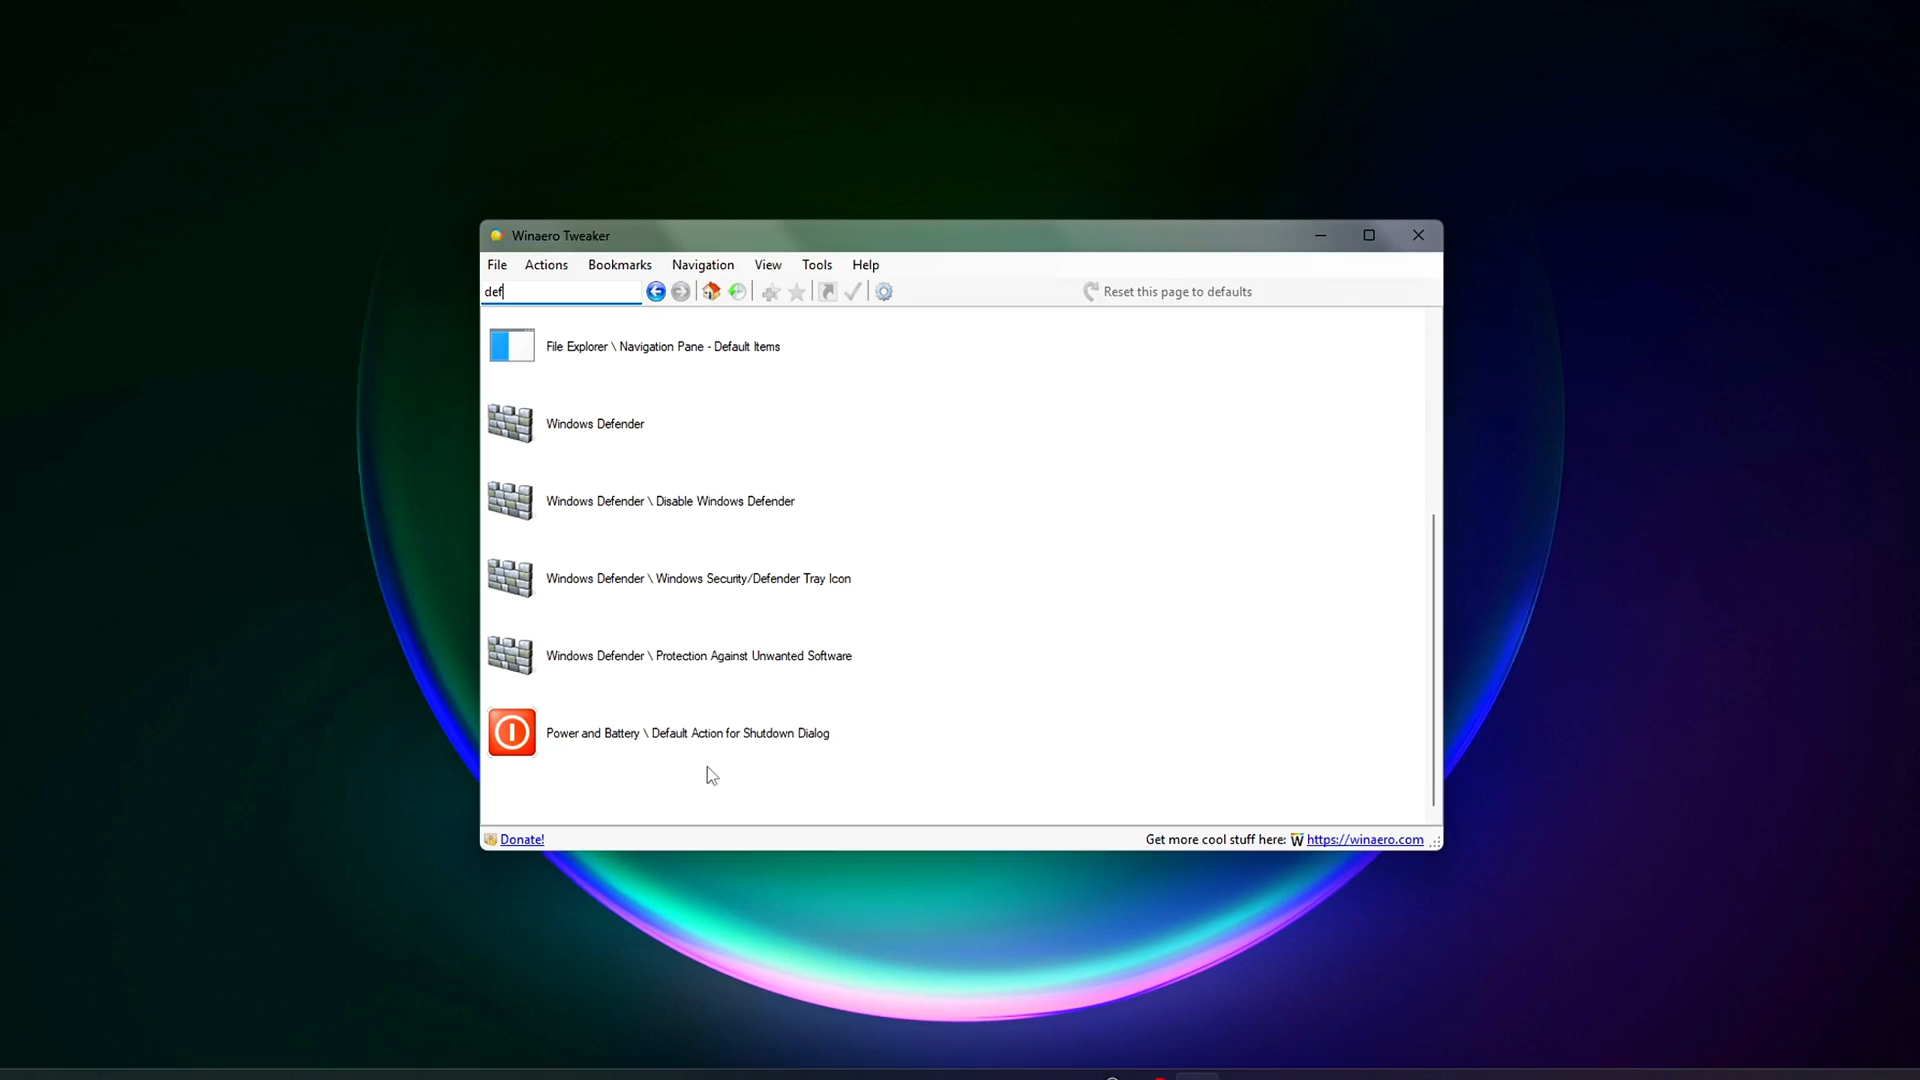 Winaero Tweaker
File Actions Bookmarks Navigation View Tools Help
def
Reset this page to defaults
File Explorer \ Navigation Pane - Default Items
Windows Defender
Windows Defender \ Disable Windows Defender
Windows Defender \ Windows Security/Defender Tray Icon
Windows Defender \ Protection Against Unwanted Software
Power and Battery \ Default Action for Shutdown Dialog
Donate! Get more cool stuff here: W https://winaero.com